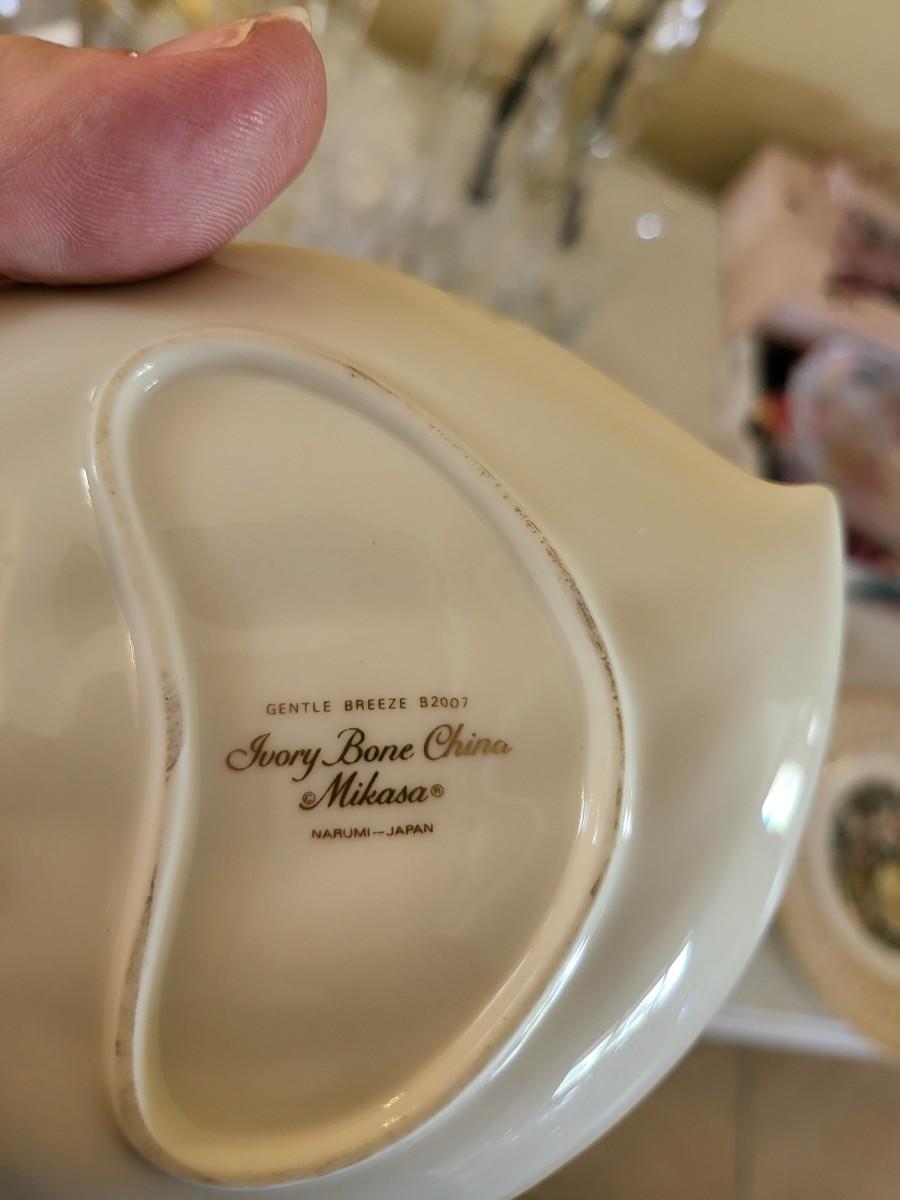 GENTLE BREEZE B2007
Ivory Bone China
©Mikasa®
NARUMI—JAPAN